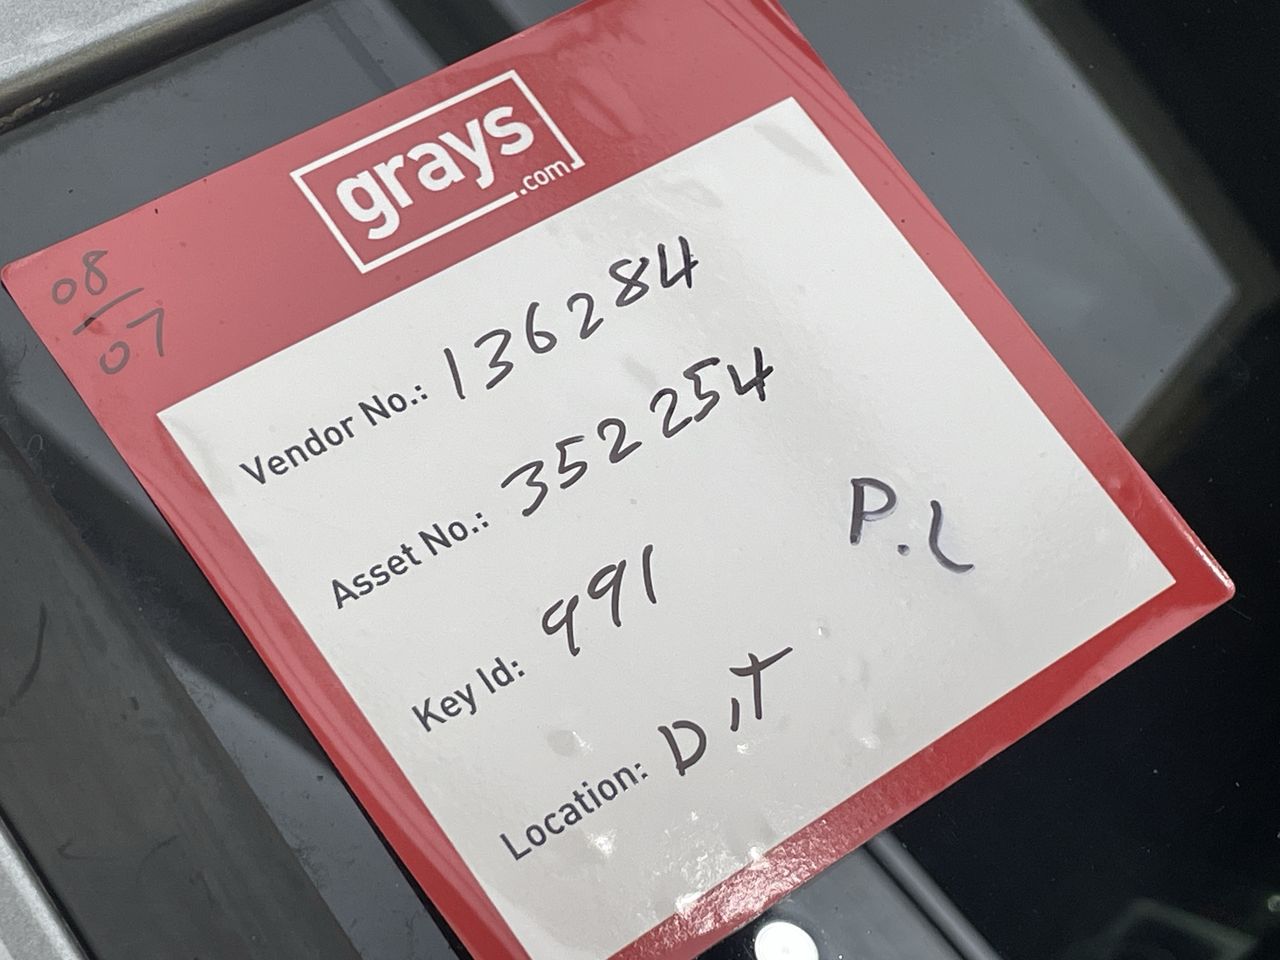 grays
.com
08
07
Vendor No.: 136284
Asset No.: 352254
Key Id: 991
P.L
Location: D,T